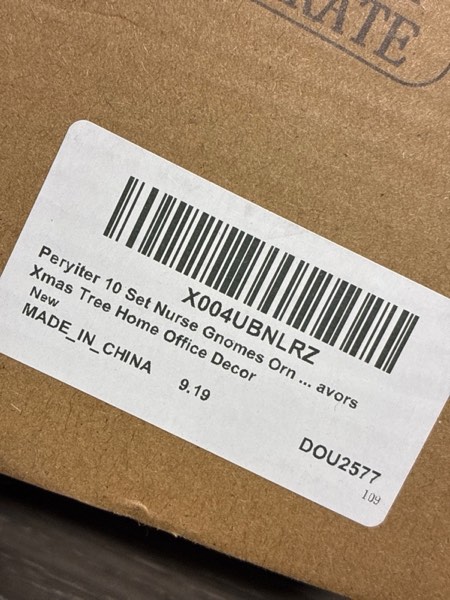 RATE
X004UBNLRZ
Peryiter 10 Set Nurse Gnomes Orn ... avors
Xmas Tree Home Office Decor
New
MADE_IN_CHINA
9.19
DOU2577
109